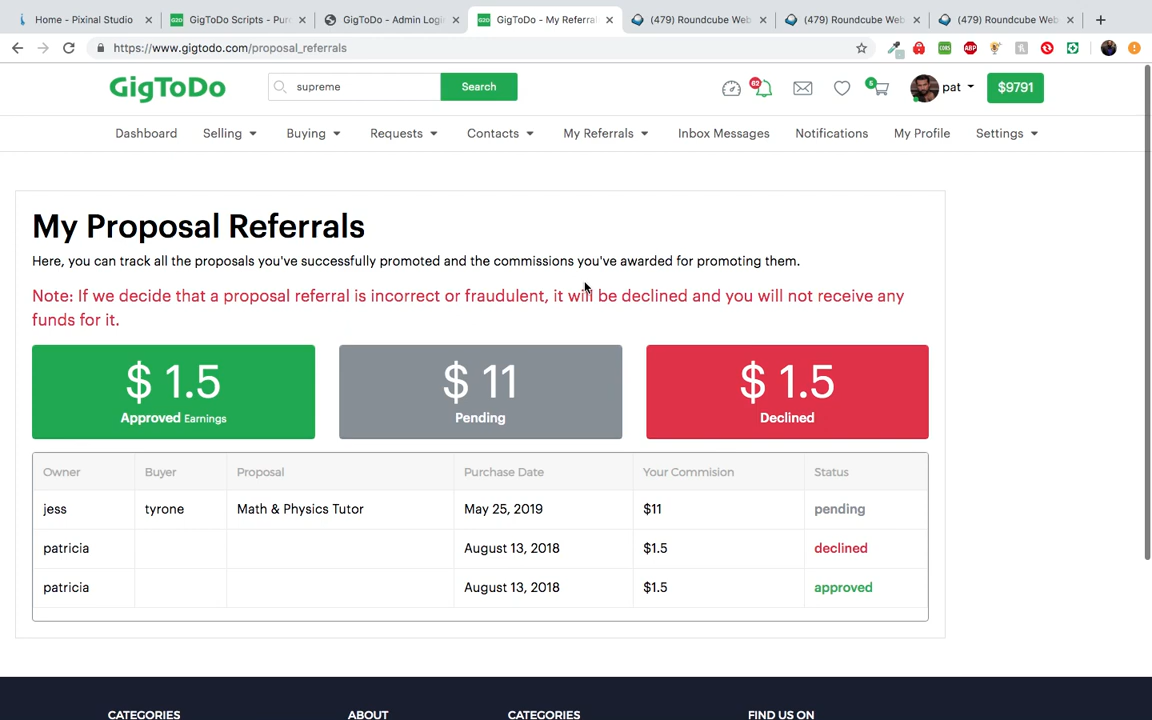 Home - Pixinal Studio
GigToDo Scripts - Pure
GigToDo - Admin Login
GigToDo - My Referra
(479) Roundcube Web
(479) Roundcube Web
(479) Roundcube Web
https://www.gigtodo.com/proposal_referrals
CORS
ABP
GigToDo
supreme
Search
62
5
pat
$9791
Dashboard
Selling
Buying
Requests
Contacts
My Referrals
Inbox Messages
Notifications
My Profile
Settings
My Proposal Referrals
Here, you can track all the proposals you've successfully promoted and the commissions you've awarded for promoting them.
Note: If we decide that a proposal referral is incorrect or fraudulent, it will be declined and you will not receive any
funds for it.
$ 1.5
Approved Earnings
$ 11
Pending
$ 1.5
Declined
Owner Buyer Proposal Purchase Date Your Commision Status
jess tyrone Math & Physics Tutor May 25, 2019 $11 pending
patricia August 13, 2018 $1.5 declined
patricia August 13, 2018 $1.5 approved
CATEGORIES ABOUT CATEGORIES FIND US ON